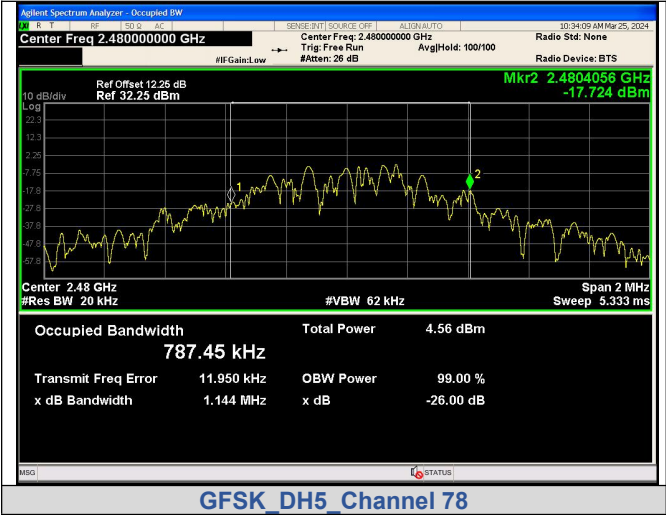 Agilent Spectrum Analyzer - Occupied BW
R T RF 50 Ω AC SENSE:INT SOURCE OFF ALIGN AUTO 10:34:09 AM Mar 25, 2024
Center Freq 2.480000000 GHz Center Freq: 2.480000000 GHz Radio Std: None
Trig: Free Run Avg|Hold: 100/100
#IFGain:Low #Atten: 26 dB Radio Device: BTS
Mkr2 2.4804056 GHz
Ref Offset 12.25 dB
10 dB/div Ref 32.25 dBm -17.724 dBm
Log
22.3
12.3
2.25
-7.75
-17.8
-27.8
-37.8
-47.8
-57.8
1
2
Center 2.48 GHz Span 2 MHz
#Res BW 20 kHz #VBW 62 kHz Sweep 5.333 ms
Occupied Bandwidth Total Power 4.56 dBm
787.45 kHz
Transmit Freq Error 11.950 kHz OBW Power 99.00 %
x dB Bandwidth 1.144 MHz x dB -26.00 dB
MSG STATUS
GFSK_DH5_Channel 78